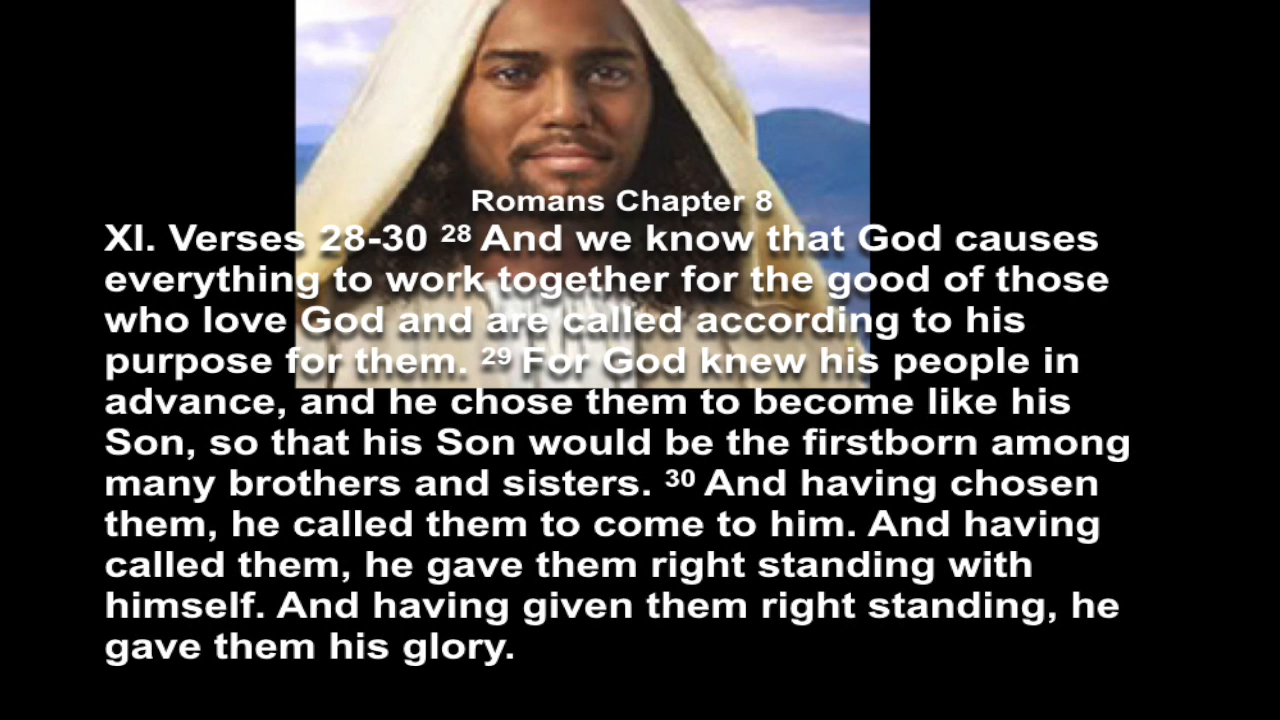 Romans Chapter 8
XI. Verses 28-30 ²⁸ And we know that God causes
everything to work together for the good of those
who love God and are called according to his
purpose for them. ²⁹ For God knew his people in
advance, and he chose them to become like his
Son, so that his Son would be the firstborn among
many brothers and sisters. ³⁰ And having chosen
them, he called them to come to him. And having
called them, he gave them right standing with
himself. And having given them right standing, he
gave them his glory.